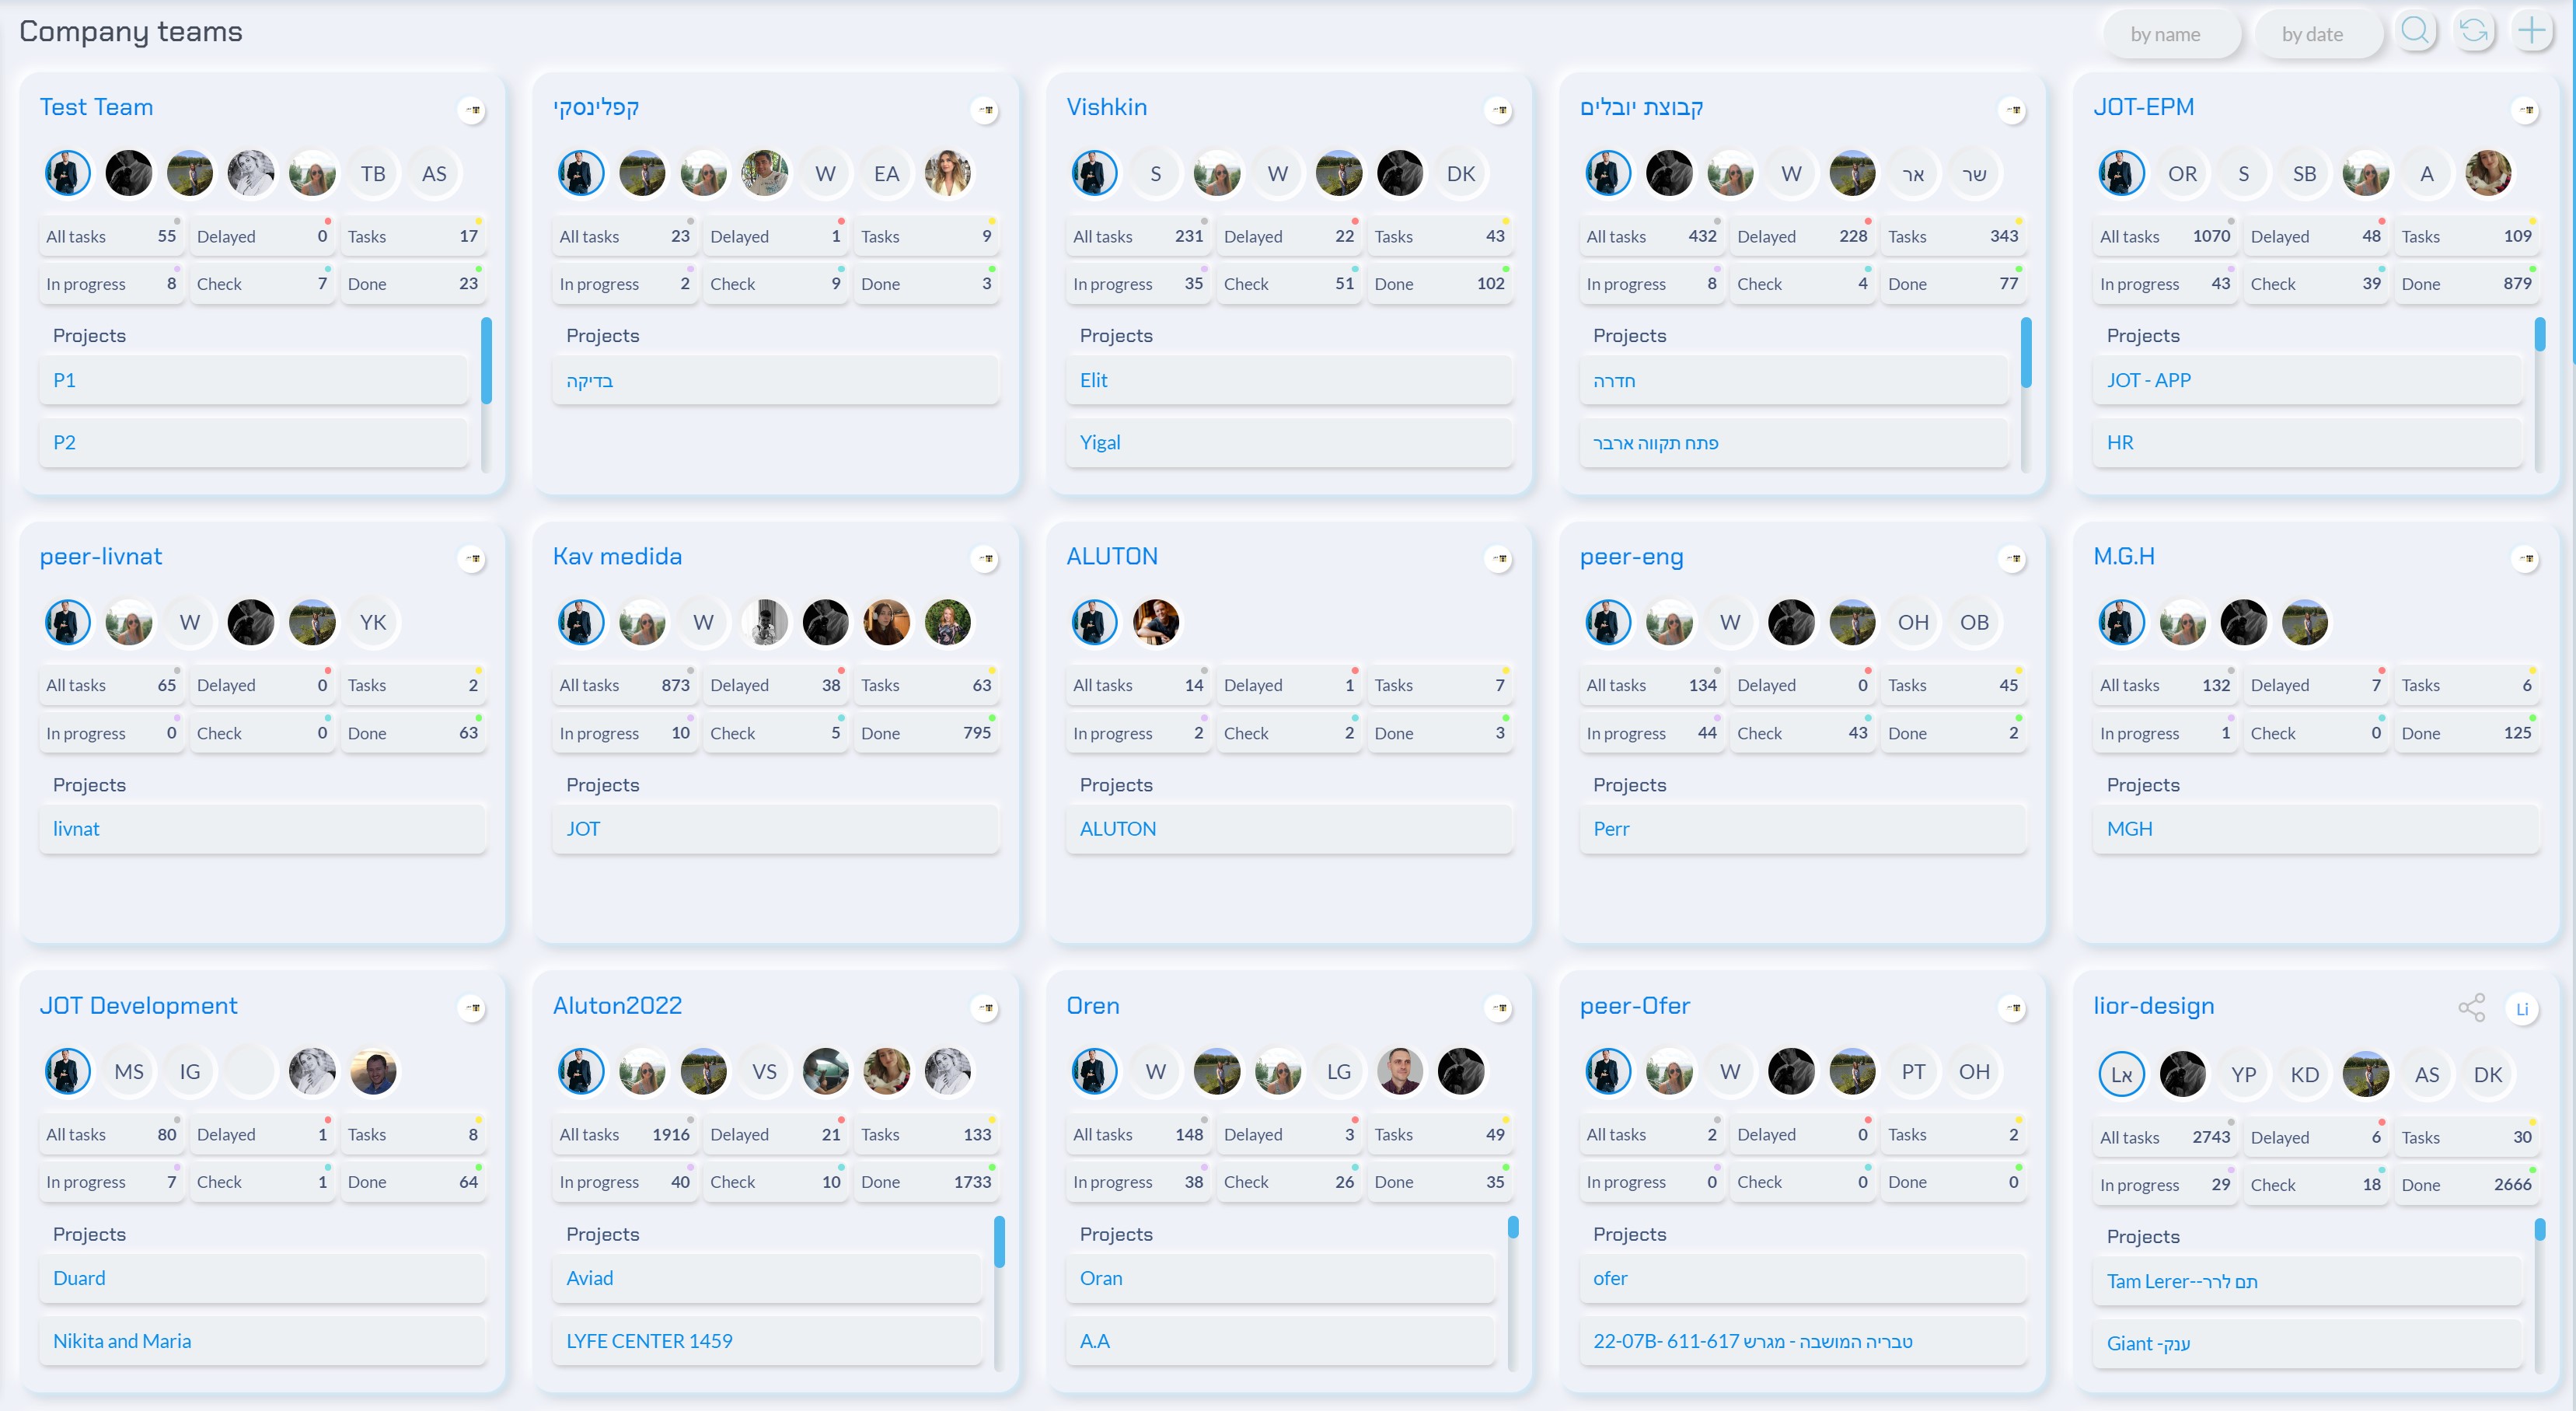 Company teams
by name
by date
Test Team
TB
AS
All tasks 55 Delayed 0 Tasks 17
In progress 8 Check 7 Done 23
Projects
P1
P2
קפלינסקי
W
EA
All tasks 23 Delayed 1 Tasks 9
In progress 2 Check 9 Done 3
Projects
בדיקה
Vishkin
S
W
DK
All tasks 231 Delayed 22 Tasks 43
In progress 35 Check 51 Done 102
Projects
Elit
Yigal
קבוצת יובלים
W
אר
שר
All tasks 432 Delayed 228 Tasks 343
In progress 8 Check 4 Done 77
Projects
חדרה
פתח תקווה ארבר
JOT-EPM
OR
S
SB
A
All tasks 1070 Delayed 48 Tasks 109
In progress 43 Check 39 Done 879
Projects
JOT - APP
HR
peer-livnat
W
YK
All tasks 65 Delayed 0 Tasks 2
In progress 0 Check 0 Done 63
Projects
livnat
Kav medida
W
All tasks 873 Delayed 38 Tasks 63
In progress 10 Check 5 Done 795
Projects
JOT
ALUTON
All tasks 14 Delayed 1 Tasks 7
In progress 2 Check 2 Done 3
Projects
ALUTON
peer-eng
W
OH
OB
All tasks 134 Delayed 0 Tasks 45
In progress 44 Check 43 Done 2
Projects
Perr
M.G.H
All tasks 132 Delayed 7 Tasks 6
In progress 1 Check 0 Done 125
Projects
MGH
JOT Development
MS
IG
All tasks 80 Delayed 1 Tasks 8
In progress 7 Check 1 Done 64
Projects
Duard
Nikita and Maria
Aluton2022
VS
All tasks 1916 Delayed 21 Tasks 133
In progress 40 Check 10 Done 1733
Projects
Aviad
LYFE CENTER 1459
Oren
W
LG
All tasks 148 Delayed 3 Tasks 49
In progress 38 Check 26 Done 35
Projects
Oran
A.A
peer-Ofer
W
PT
OH
All tasks 2 Delayed 0 Tasks 2
In progress 0 Check 0 Done 0
Projects
ofer
22-07B- 611-617 טבריה המושבה - מגרש
lior-design
Li
Lא
YP
KD
AS
DK
All tasks 2743 Delayed 6 Tasks 30
In progress 29 Check 18 Done 2666
Projects
Tam Lerer--תם לרר
Giant -ענק